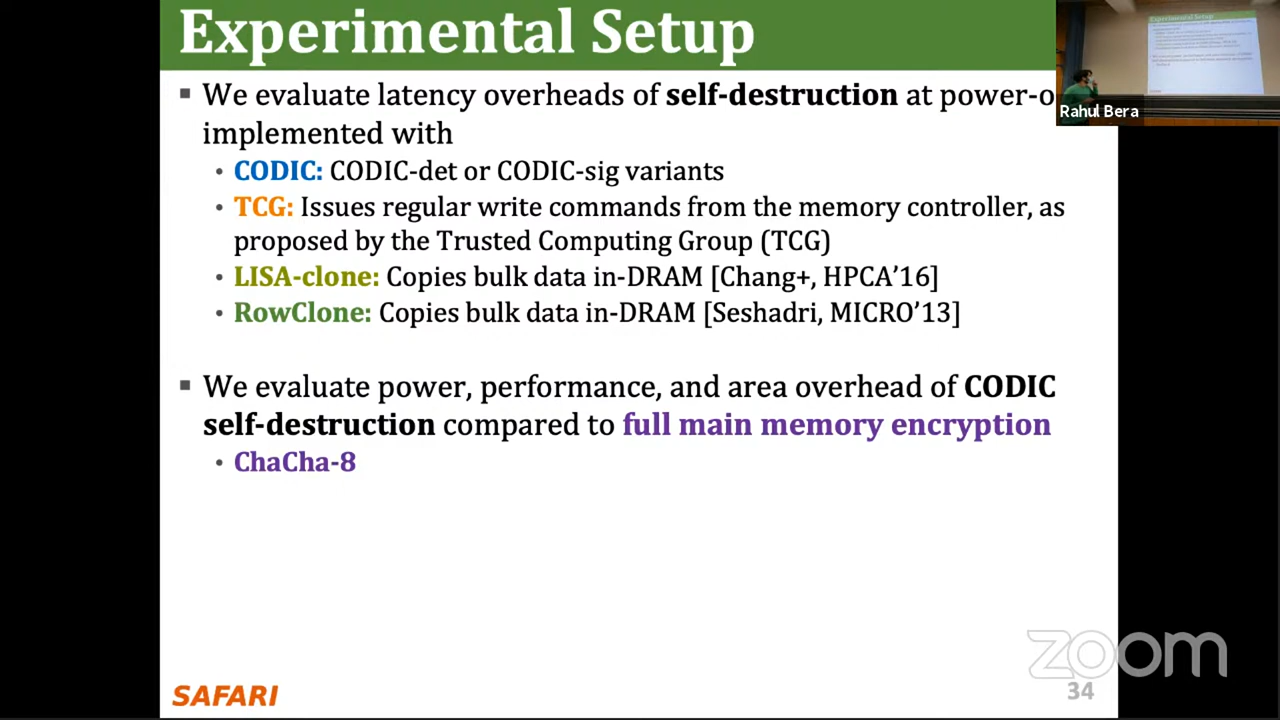 Experimental Setup
▪ We evaluate latency overheads of self-destruction at power-o
implemented with
• CODIC: CODIC-det or CODIC-sig variants
• TCG: Issues regular write commands from the memory controller, as
proposed by the Trusted Computing Group (TCG)
• LISA-clone: Copies bulk data in-DRAM [Chang+, HPCA’16]
• RowClone: Copies bulk data in-DRAM [Seshadri, MICRO’13]
▪ We evaluate power, performance, and area overhead of CODIC
self-destruction compared to full main memory encryption
• ChaCha-8
SAFARI
34
zoom
Experimental Setup
Rahul Bera